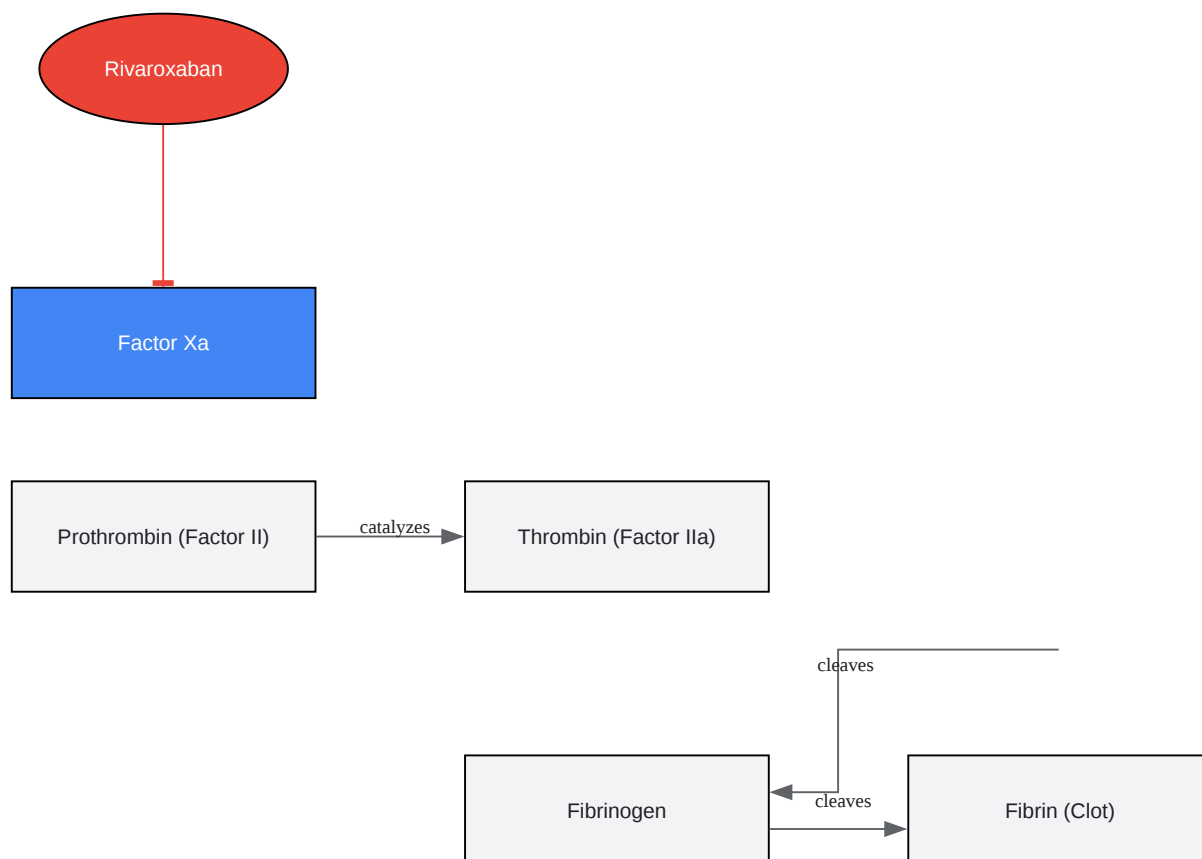 Rivaroxaban
Factor Xa
Prothrombin (Factor II)
catalyzes
Thrombin (Factor IIa)
cleaves
Fibrinogen
cleaves
Fibrin (Clot)